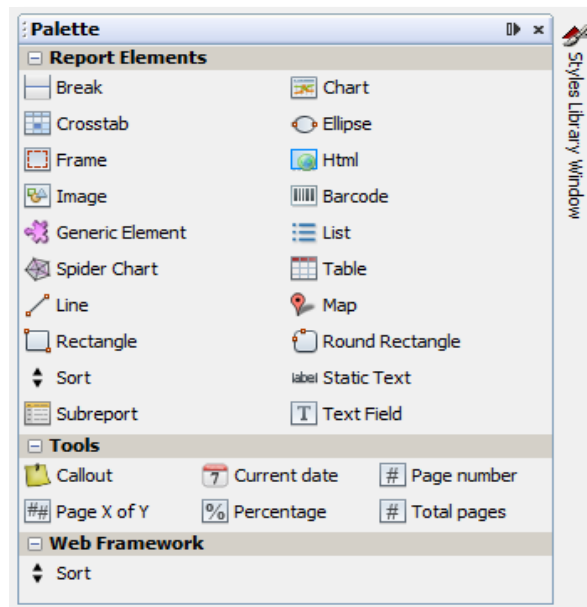 Palette
Report Elements
Break Chart
Crosstab Ellipse
Frame Html
Image Barcode
Generic Element List
Spider Chart Table
Line Map
Rectangle Round Rectangle
Sort label Static Text
Subreport T Text Field
Tools
Callout 7 Current date # Page number
## Page X of Y % Percentage # Total pages
Web Framework
Sort
Styles Library Window